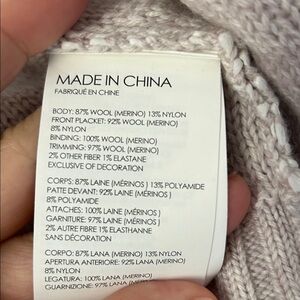 MADE IN CHINA
FABRIQUÉ EN CHINE
BODY: 87% WOOL (MERINO) 13% NYLON
FRONT PLACKET: 92% WOOL (MERINO)
8% NYLON
BINDING: 100% WOOL (MERINO)
TRIMMING: 97% WOOL (MERINO)
2% OTHER FIBER 1% ELASTANE
EXCLUSIVE OF DECORATION
CORPS: 87% LAINE (MÉRINOS) 13% POLYAMIDE
PATTE DEVANT: 92% LAINE (MÉRINOS)
8% POLYAMIDE
ATTACHES: 100% LAINE (MÉRINOS)
GARNITURE: 97% LAINE (MÉRINOS)
2% AUTRE FIBRE 1% ELASTHANNE
SANS DÉCORATION
CORPO: 87% LANA (MERINO) 13% NYLON
APERTURA ANTERIORE: 92% LANA (MERINO)
8% NYLON
LEGATURA: 100% LANA (MERINO)
GUARNIZIONE: 97% LANA (MERINO)